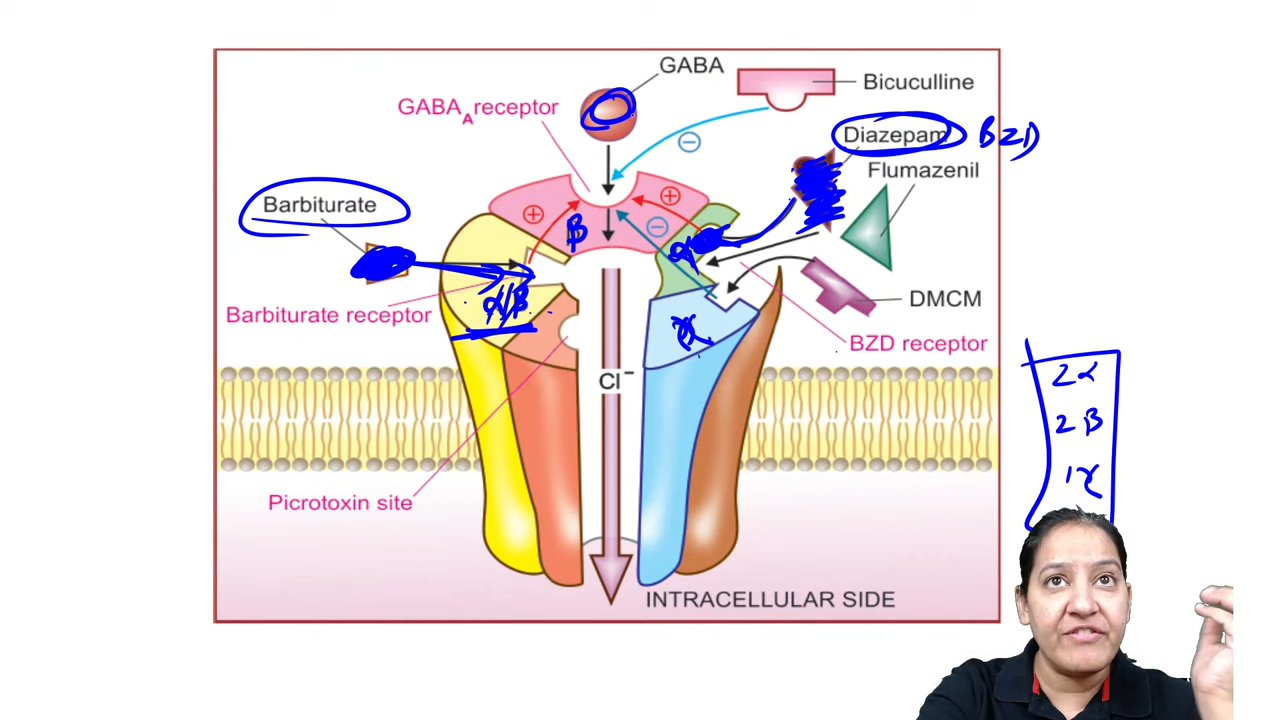 GABA
Bicuculline
GABA A receptor
Diazepam BZD
Flumazenil
Barbiturate
β
α
DMCM
α/β
Barbiturate receptor
γ
BZD receptor
Cl⁻
2α
2β
1γ
Picrotoxin site
INTRACELLULAR SIDE